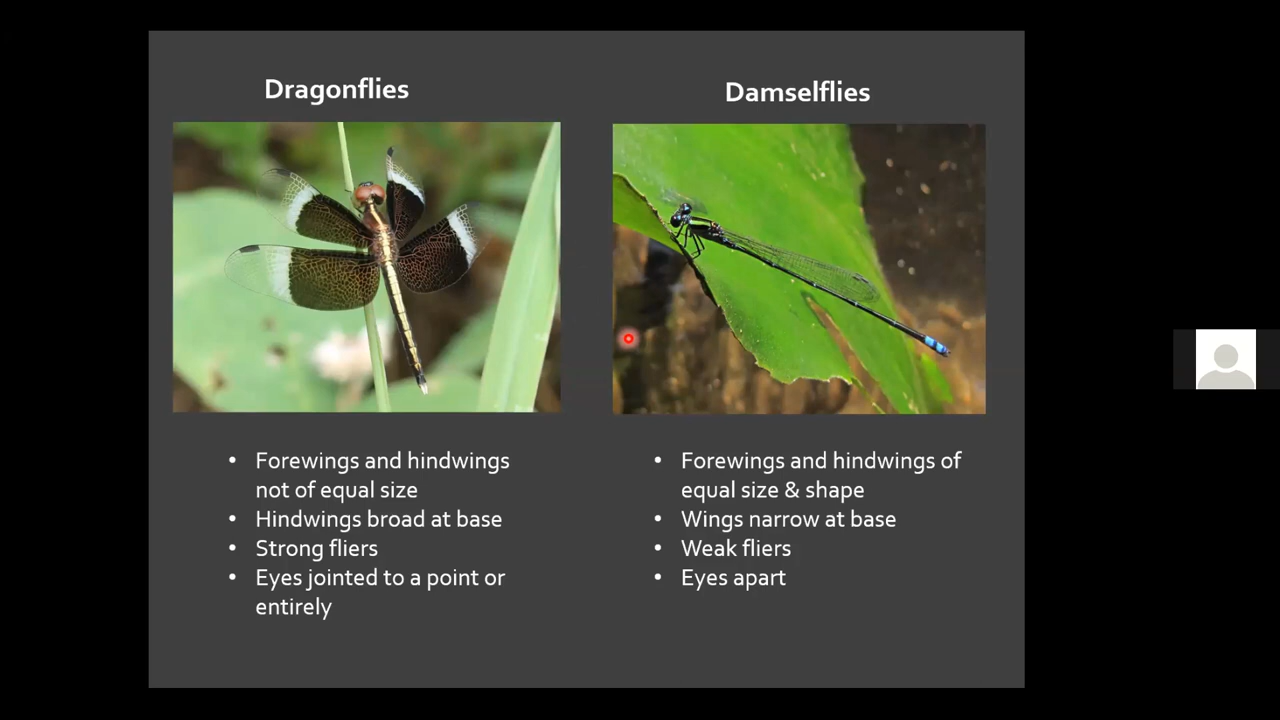 Dragonflies
Damselflies
• Forewings and hindwings
not of equal size
• Hindwings broad at base
• Strong fliers
• Eyes jointed to a point or
entirely
• Forewings and hindwings of
equal size & shape
• Wings narrow at base
• Weak fliers
• Eyes apart